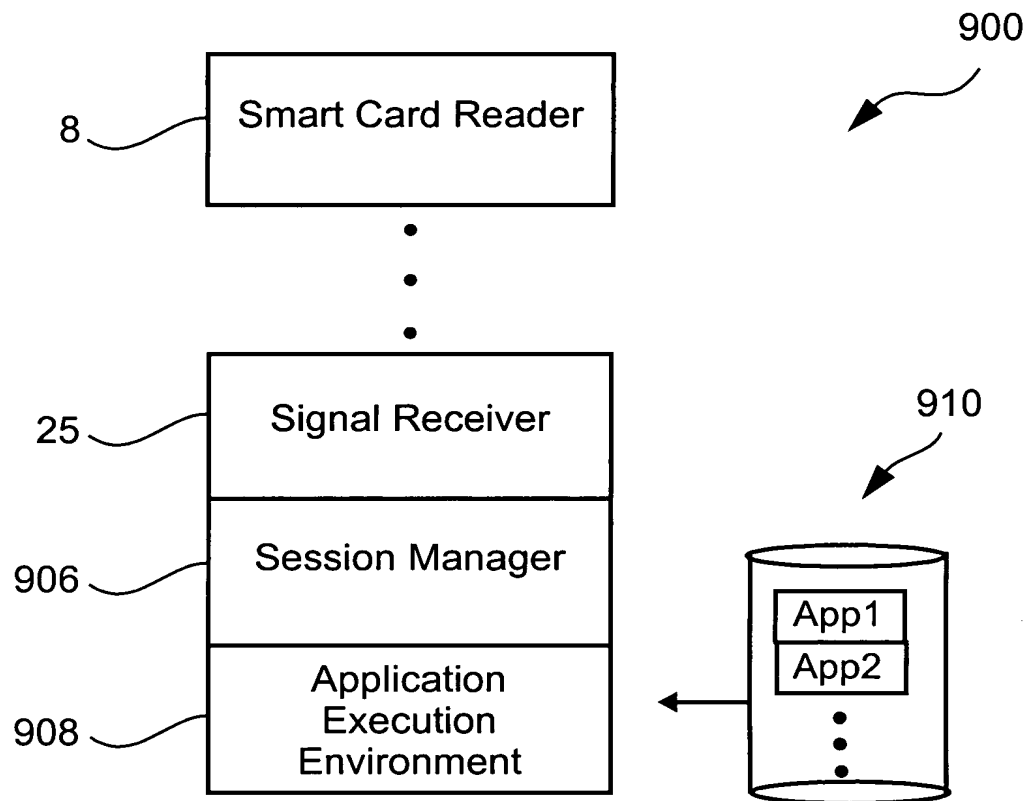 900
Smart Card Reader
8
Signal Receiver
25
910
Session Manager
906
App1
App2
Application
Execution
Environment
908